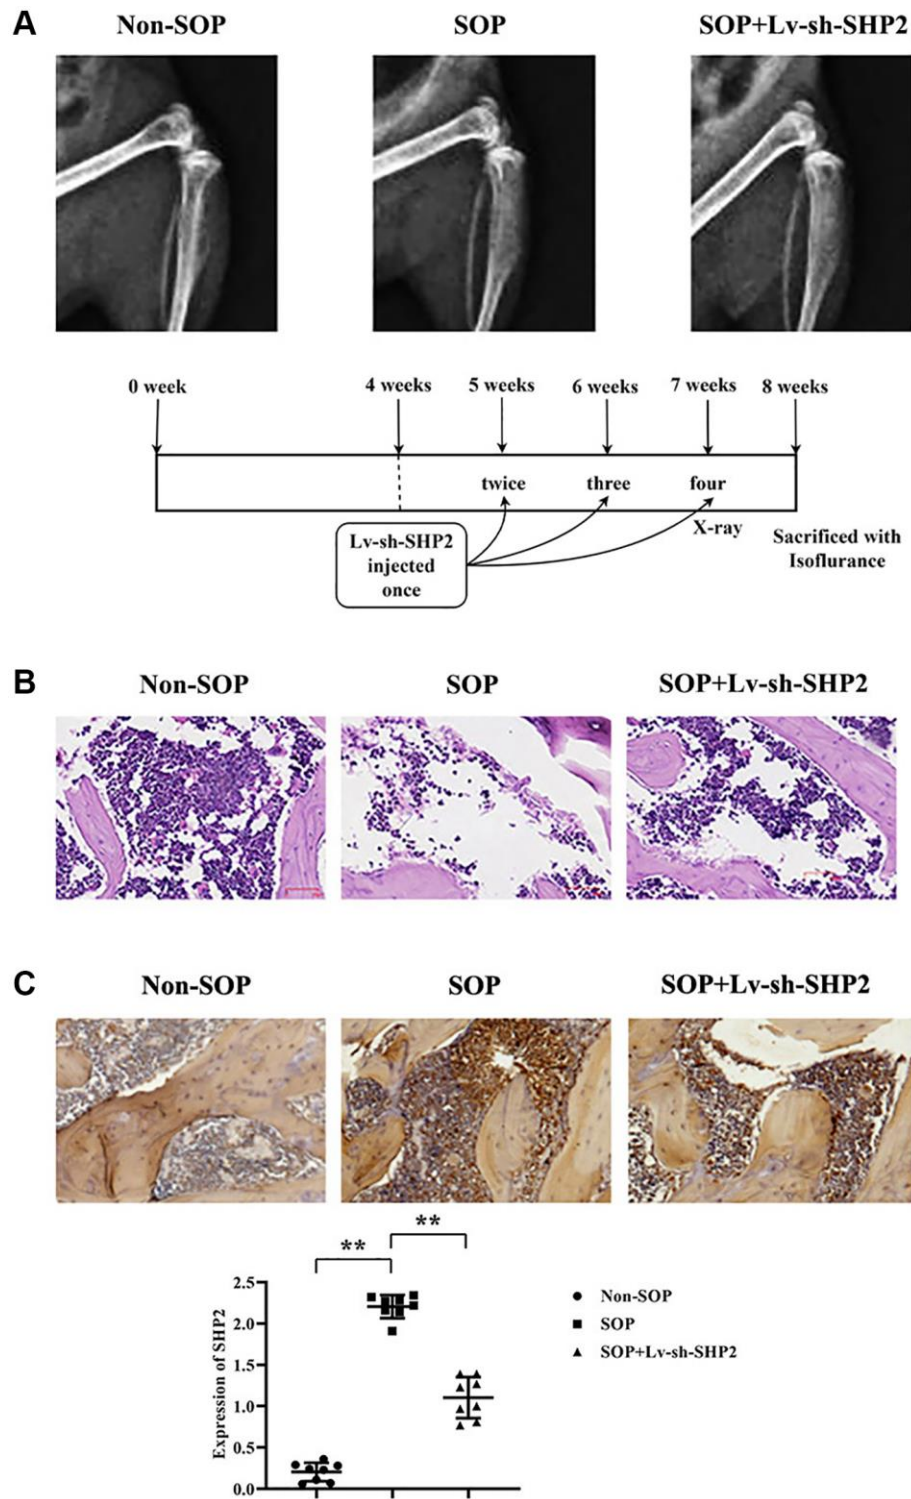 A
Non-SOP
SOP
SOP+Lv-sh-SHP2
0 week
4 weeks
5 weeks
6 weeks
7 weeks
8 weeks
twice
three
four
Lv-sh-SHP2
injected
once
X-ray
Sacrificed with
Isoflurance
B
Non-SOP
SOP
SOP+Lv-sh-SHP2
C
Non-SOP
SOP
SOP+Lv-sh-SHP2
**
**
Expression of SHP2
2.5
2.0
1.5
1.0
0.5
0.0
Non-SOP
SOP
SOP+Lv-sh-SHP2